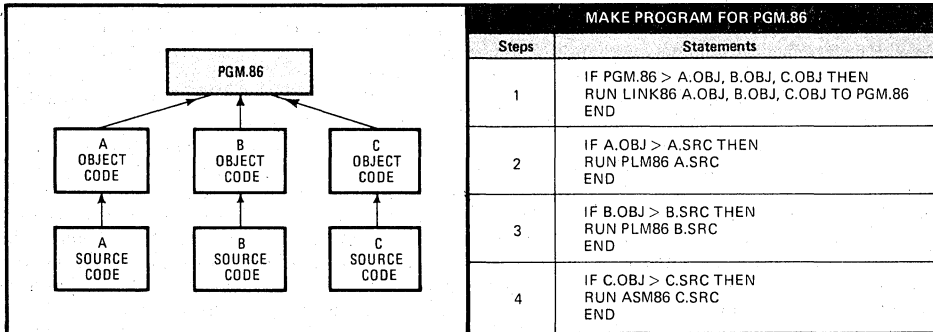 PGM.86
A
OBJECT
CODE
B
OBJECT
CODE
C
OBJECT
CODE
A
SOURCE
CODE
B
SOURCE
CODE
C
SOURCE
CODE
MAKE PROGRAM FOR PGM.86
Steps Statements
1
IF PGM.86 > A.OBJ, B.OBJ, C.OBJ THEN
RUN LINK86 A.OBJ, B.OBJ, C.OBJ TO PGM.86
END
2
IF A.OBJ > A.SRC THEN
RUN PLM86 A.SRC
END
3
IF B.OBJ > B.SRC THEN
RUN PLM86 B.SRC
END
4
IF C.OBJ > C.SRC THEN
RUN ASM86 C.SRC
END